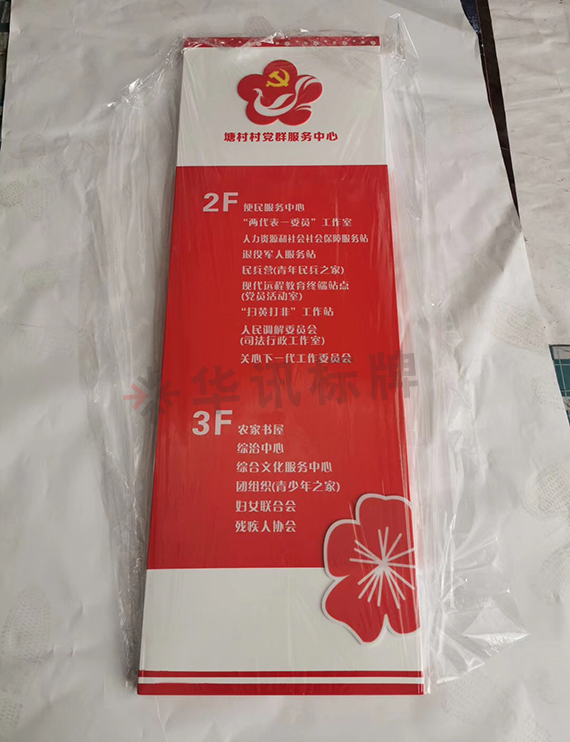 塘村村党群服务中心
2F 便民服务中心
“两代表一委员”工作室
人力资源和社会社会保障服务站
退役军人服务站
民兵营(青年民兵之家)
现代远程教育终端站点
(党员活动室)
“扫黄打非”工作站
人民调解委员会
(司法行政工作室)
关心下一代工作委员会
华讯标牌
3F 农家书屋
综治中心
综合文化服务中心
团组织(青少年之家)
妇女联合会
残疾人协会